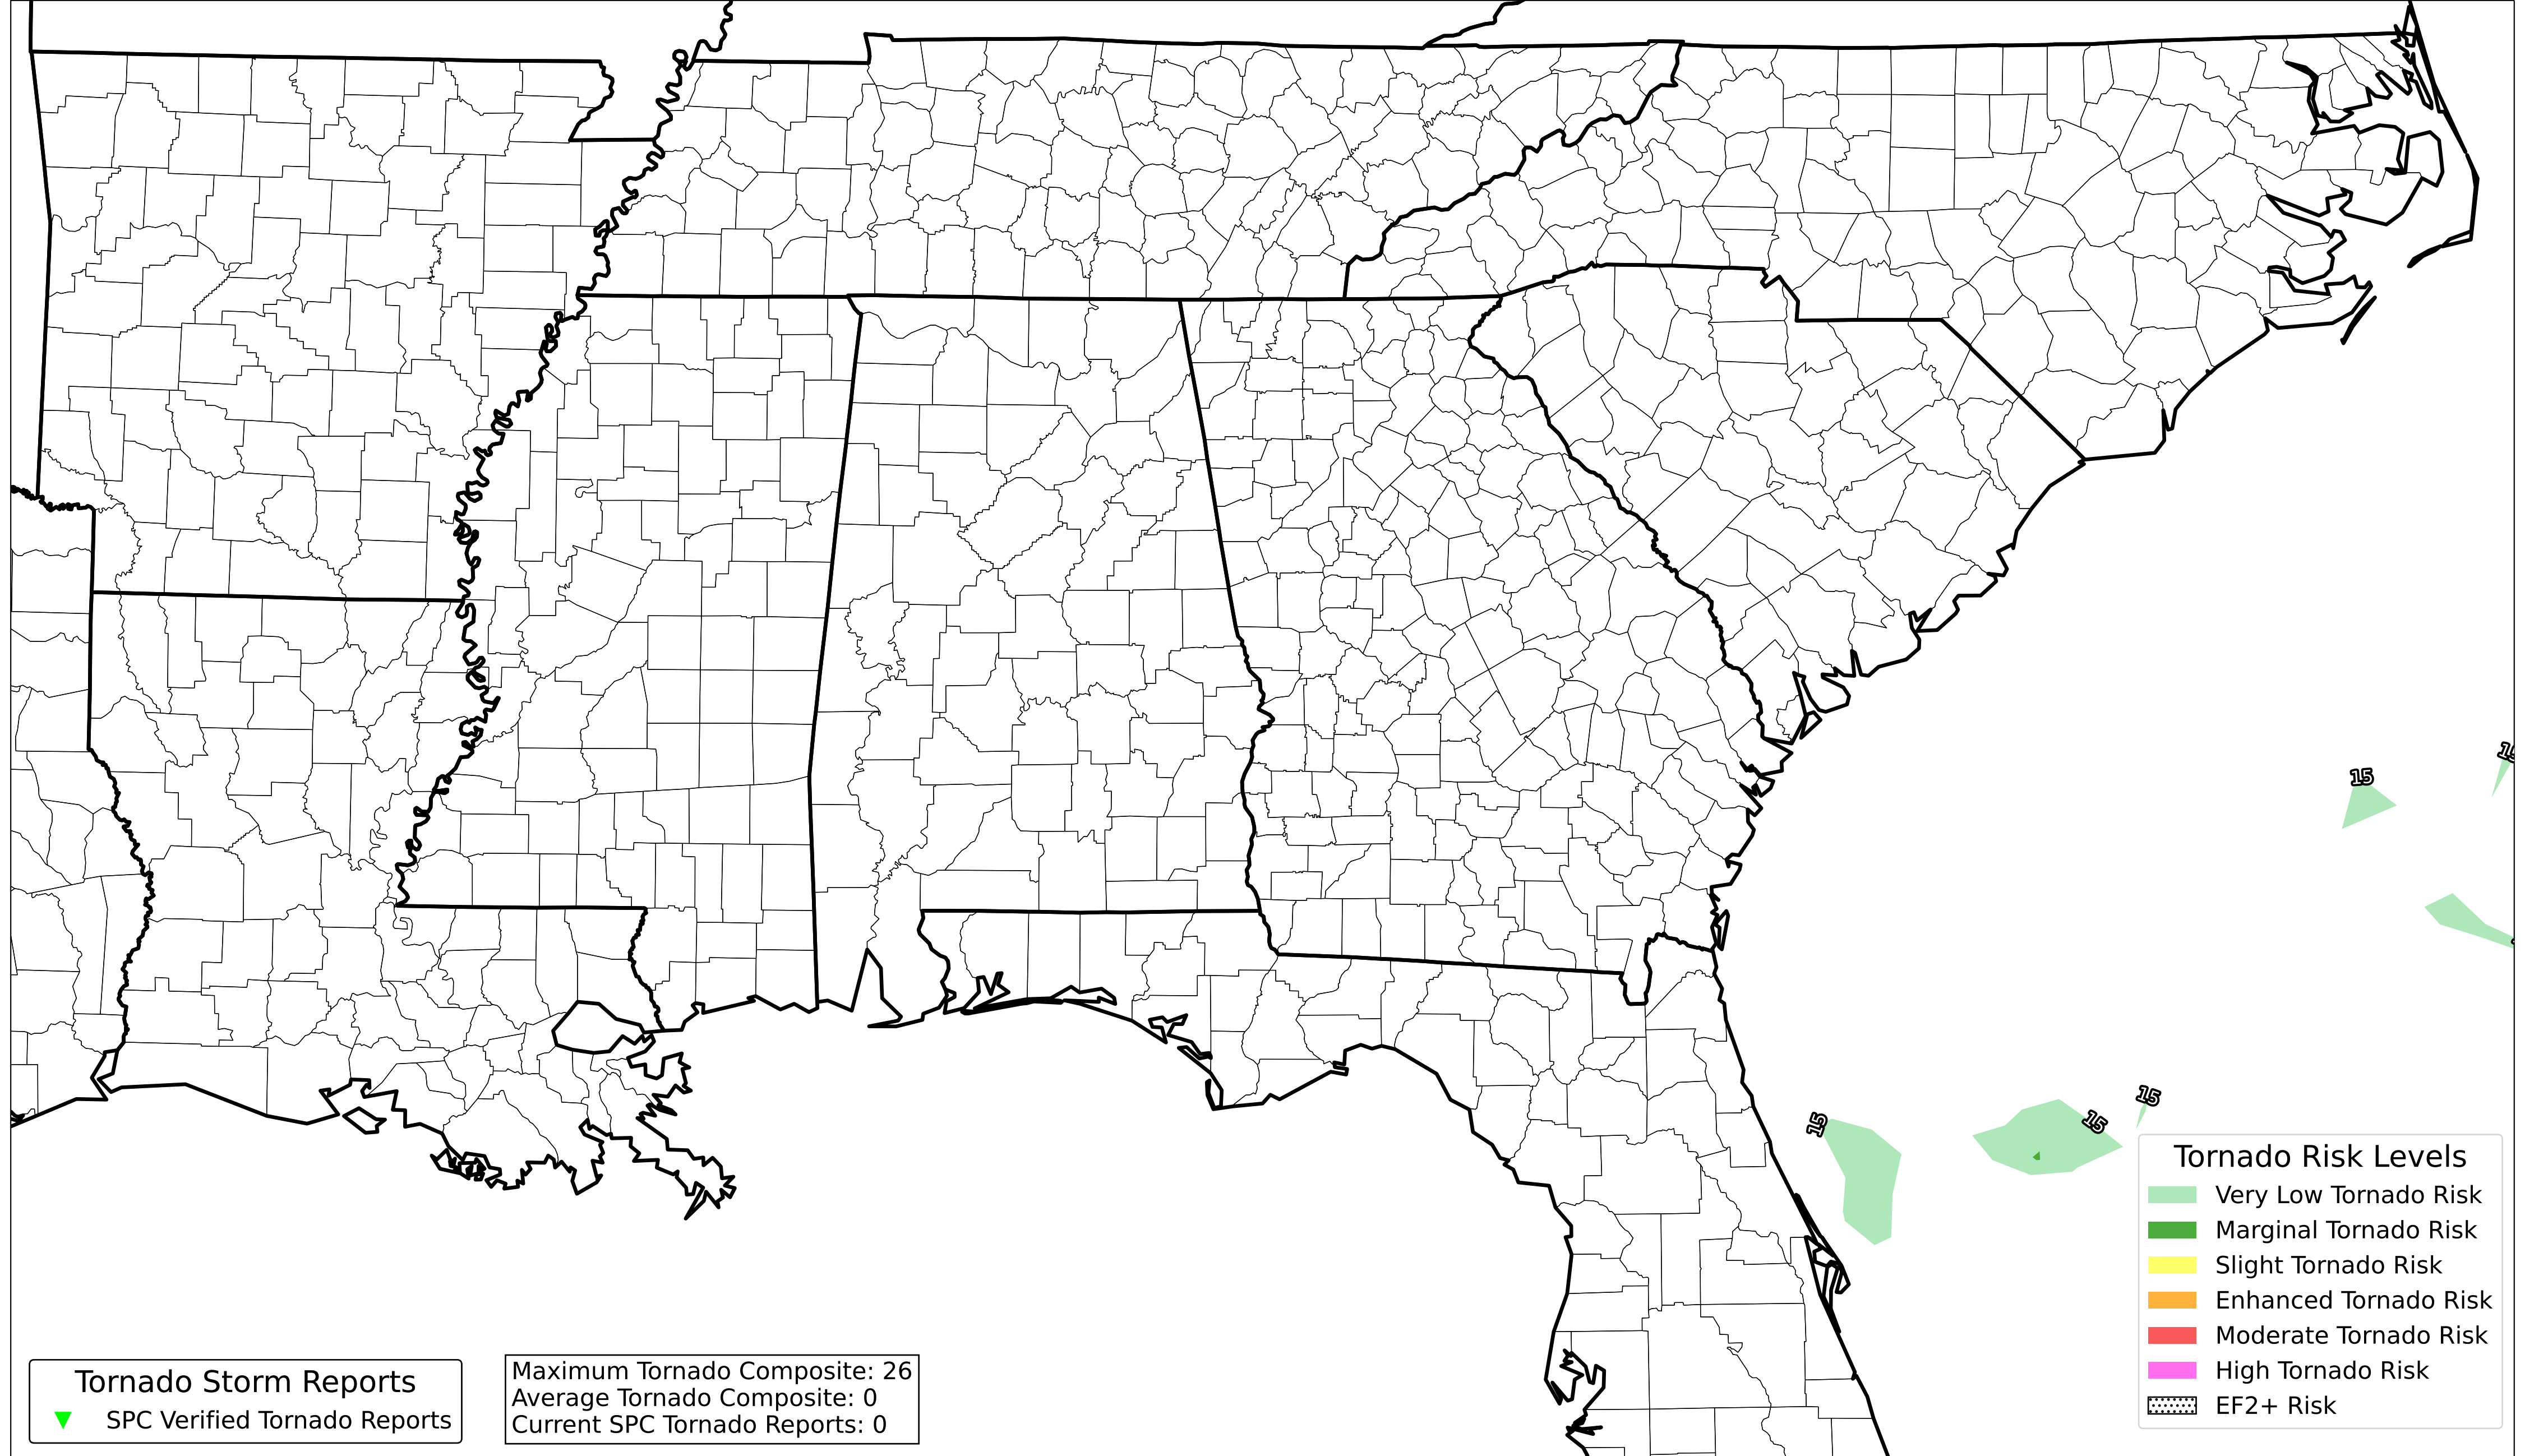 15
15
15
15
15
Tornado Risk Levels
Very Low Tornado Risk
Marginal Tornado Risk
Slight Tornado Risk
Enhanced Tornado Risk
Moderate Tornado Risk
High Tornado Risk
EF2+ Risk
Tornado Storm Reports
SPC Verified Tornado Reports
Maximum Tornado Composite: 26
Average Tornado Composite: 0
Current SPC Tornado Reports: 0